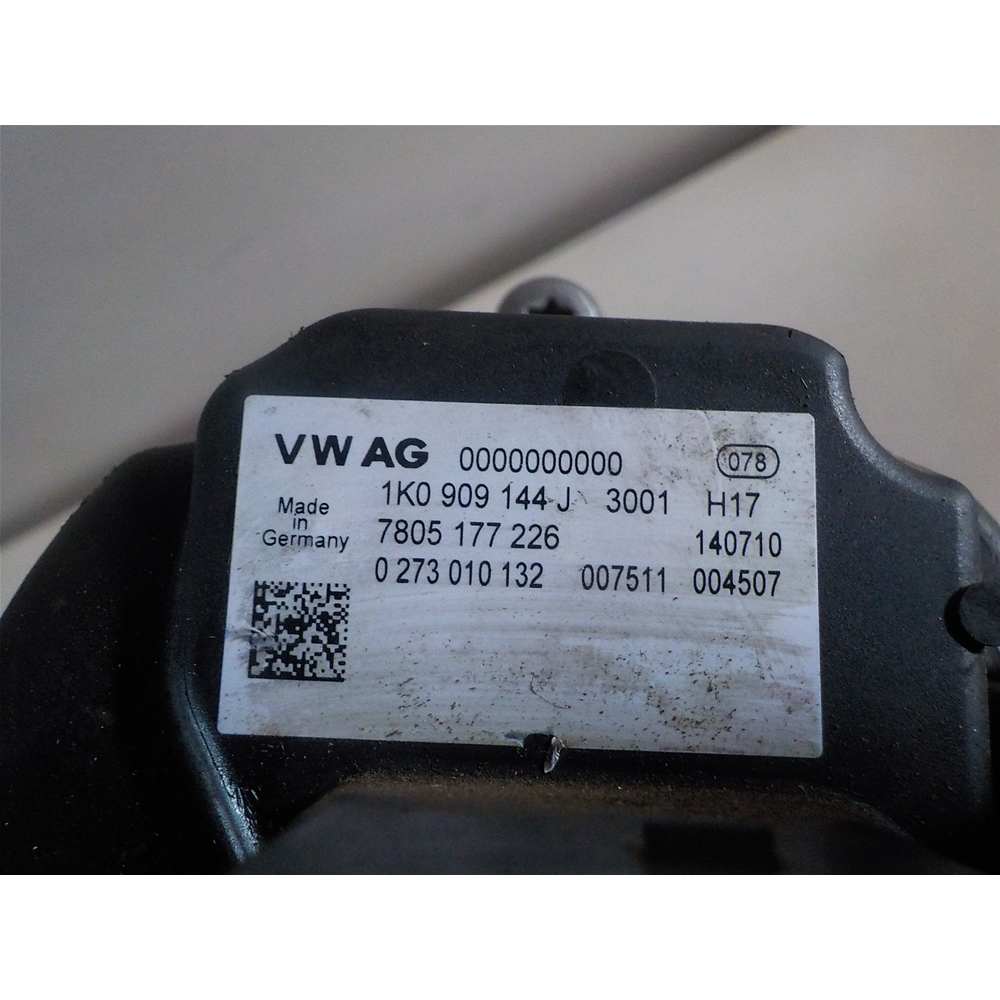 VW AG 0000000000 078
1K0 909 144 J 3001 H17
Made in Germany
7805 177 226 140710
0 273 010 132 007511 004507